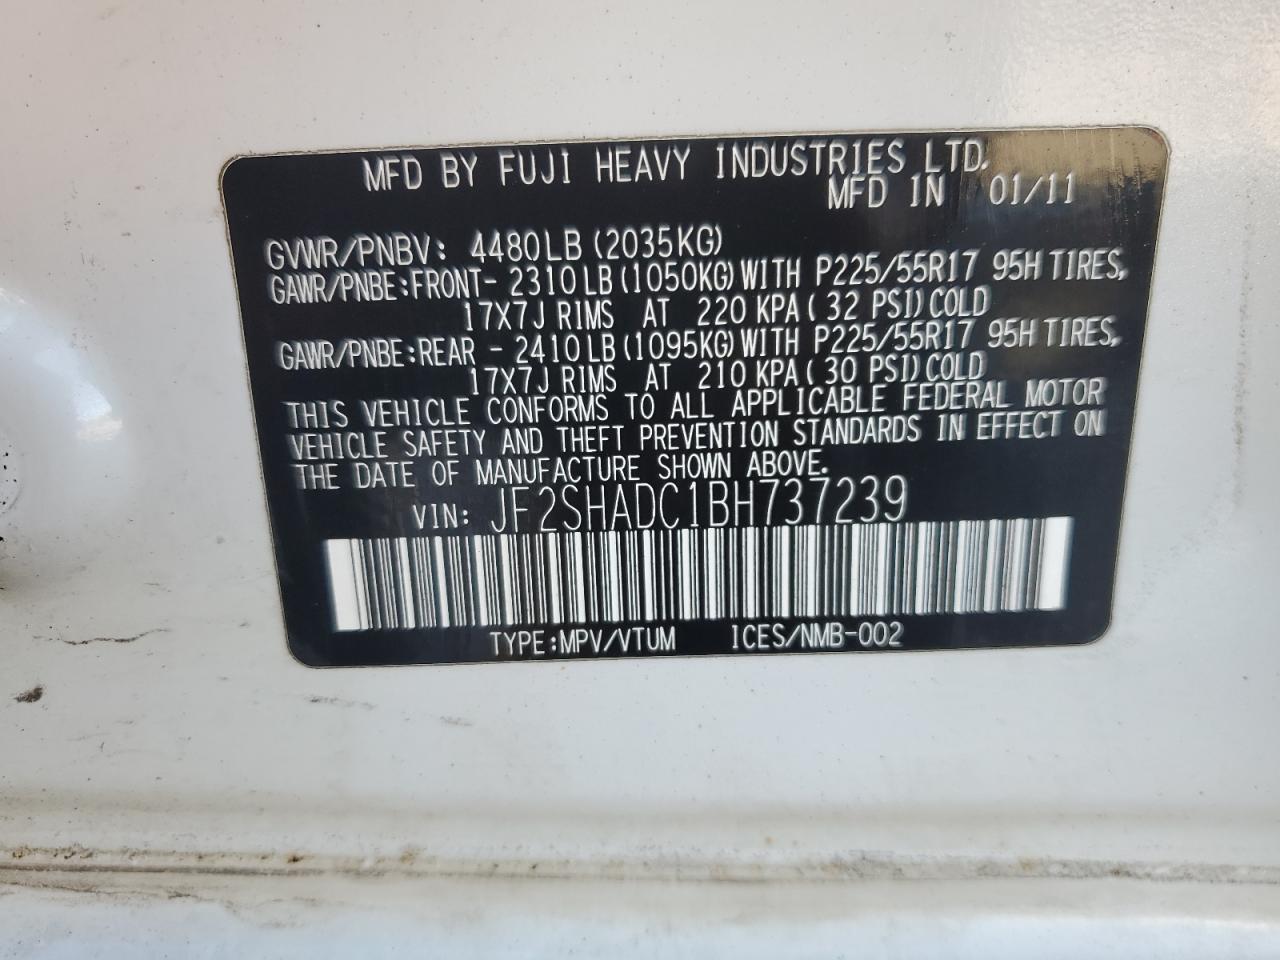 MFD BY FUJI HEAVY INDUSTRIES LTD.
MFD IN 01/11
GVWR/PNBV: 4480LB (2035KG)
GAWR/PNBE:FRONT- 2310LB (1050KG) WITH P225/55R17 95H TIRES,
17X7J RIMS AT 220 KPA ( 32 PSI) COLD
GAWR/PNBE:REAR - 2410LB (1095KG) WITH P225/55R17 95H TIRES,
17X7J RIMS AT 210 KPA ( 30 PSI) COLD
THIS VEHICLE CONFORMS TO ALL APPLICABLE FEDERAL MOTOR
VEHICLE SAFETY AND THEFT PREVENTION STANDARDS IN EFFECT ON
THE DATE OF MANUFACTURE SHOWN ABOVE.
VIN: JF2SHADC1BH737239
TYPE:MPV/VTUM ICES/NMB-002